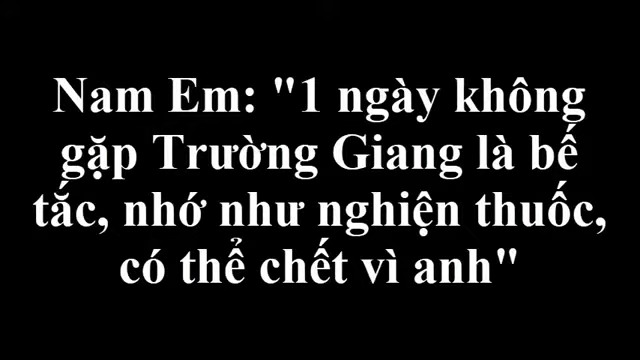 Nam Em: "1 ngày không
gặp Trường Giang là bế
tắc, nhớ như nghiện thuốc,
có thể chết vì anh"